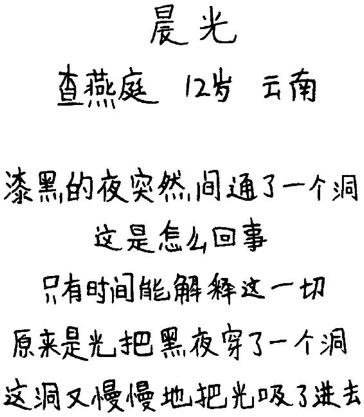 晨光
查燕庭 12岁 云南
漆黑的夜突然间通了一个洞
这是怎么回事
只有时间能解释这一切
原来是光把黑夜穿了一个洞
这洞又慢慢地把光吸了进去